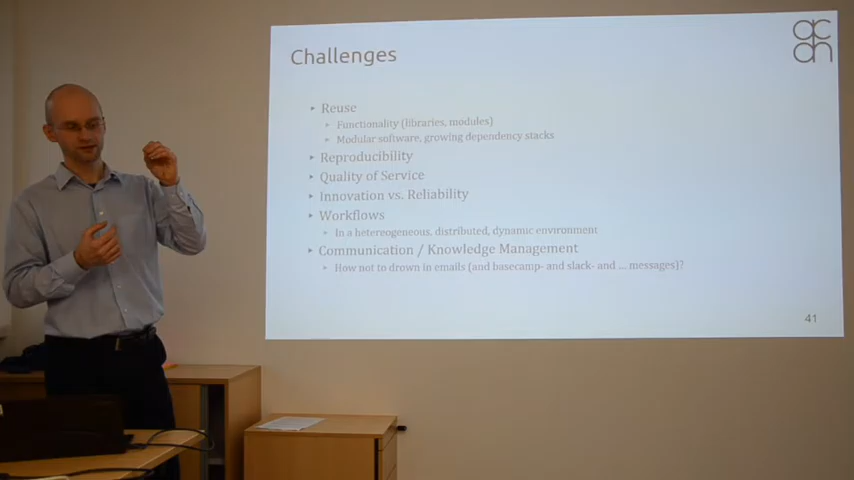 Challenges
acdh
Reuse
Functionality (libraries, modules)
Modular software, growing dependency stacks
Reproducibility
Quality of Service
Innovation vs. Reliability
Workflows
In a heterogeneous, distributed, dynamic environment
Communication / Knowledge Management
How not to drown in emails (and basecamp- and slack- and ... messages)?
41